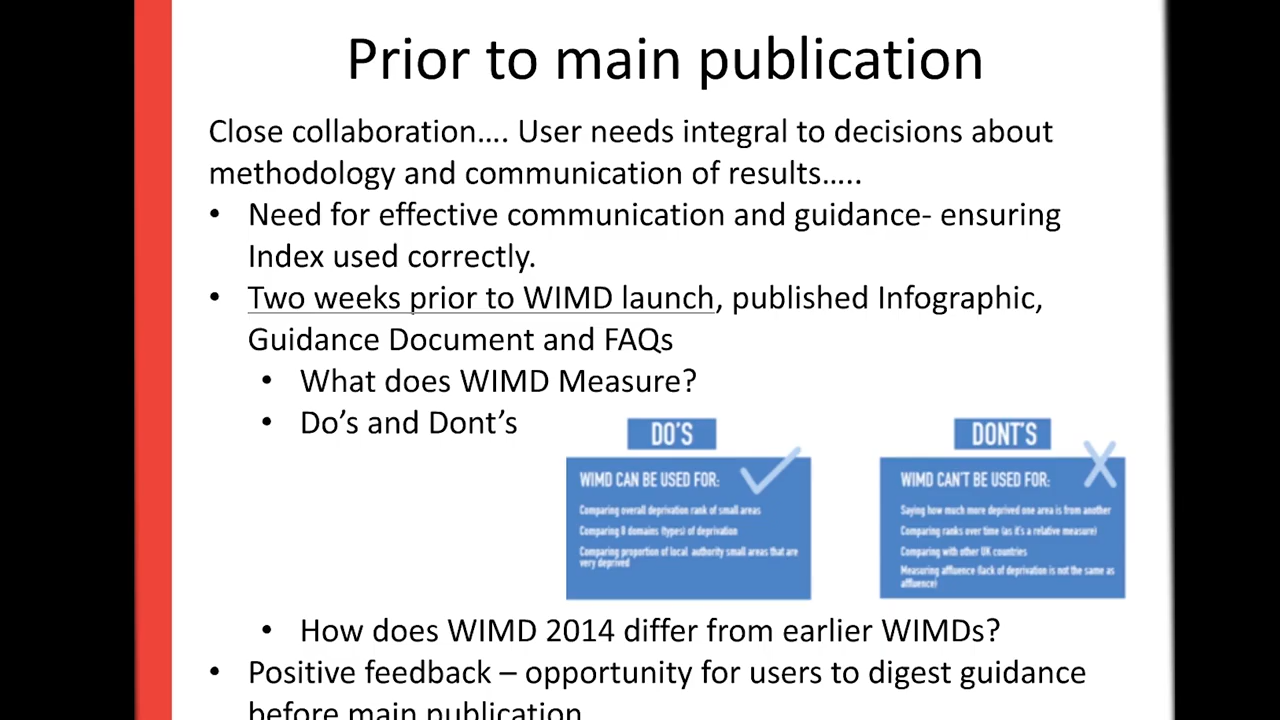 Prior to main publication
Close collaboration…. User needs integral to decisions about
methodology and communication of results…..
• Need for effective communication and guidance- ensuring
Index used correctly.
• Two weeks prior to WIMD launch, published Infographic,
Guidance Document and FAQs
• What does WIMD Measure?
• Do’s and Dont’s
DO'S
WIMD CAN BE USED FOR:
Comparing overall deprivation rank of small areas
Comparing 8 domains (types) of deprivation
Comparing proportion of local authority small areas that are
very deprived
DONT'S
WIMD CAN'T BE USED FOR:
Saying how much more deprived one area is from another
Comparing ranks over time (as it's a relative measure)
Comparing with other UK countries
Measuring affluence (lack of deprivation is not the same as
affluence)
• How does WIMD 2014 differ from earlier WIMDs?
• Positive feedback – opportunity for users to digest guidance
before main publication